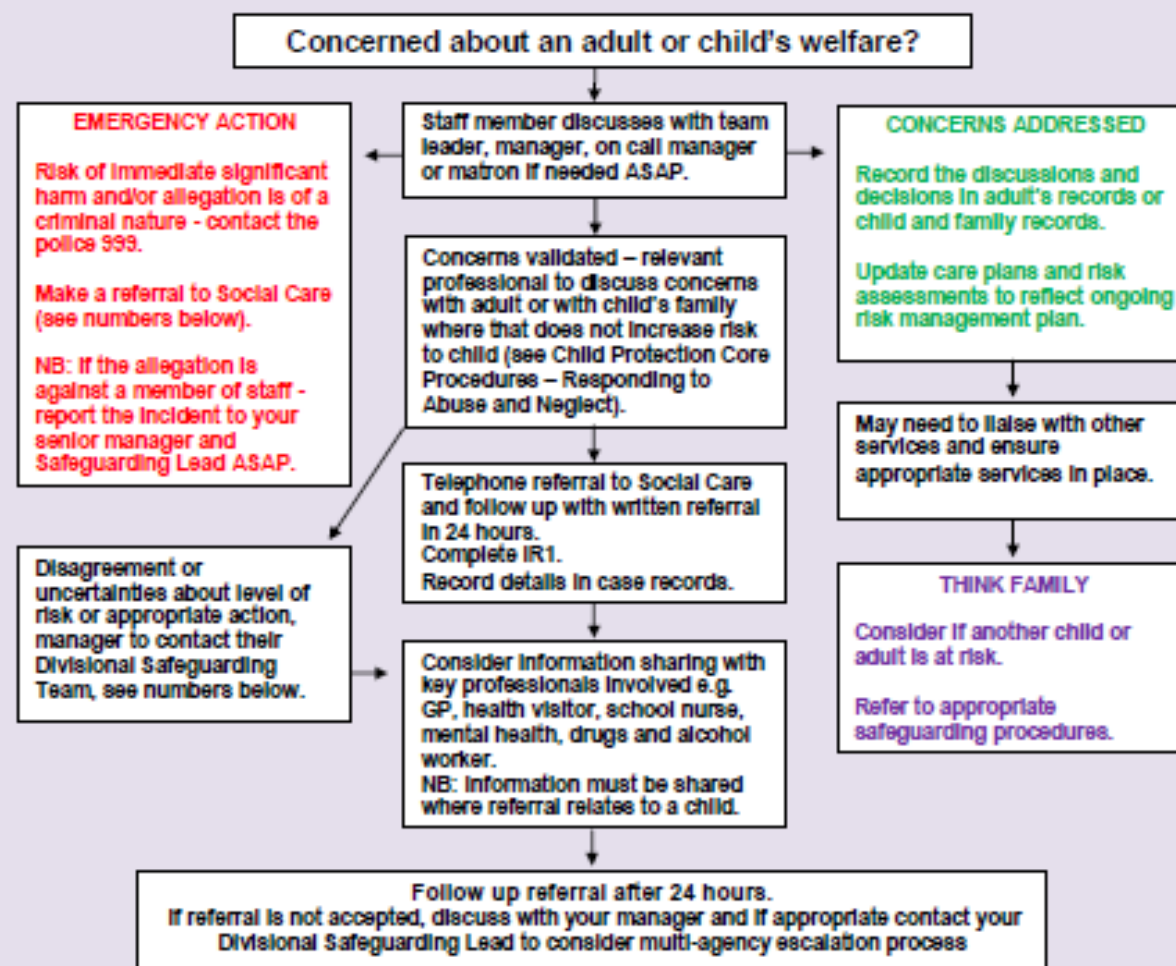 Concerned about an adult or child's welfare?
EMERGENCY ACTION
Risk of immediate significant
harm and/or allegation is of a
criminal nature - contact the
police 999.
Make a referral to Social Care
(see numbers below).
NB: If the allegation is
against a member of staff -
report the incident to your
senior manager and
Safeguarding Lead ASAP.
Staff member discusses with team
leader, manager, on call manager
or matron if needed ASAP.
CONCERNS ADDRESSED
Record the discussions and
decisions in adult's records or
child and family records.
Update care plans and risk
assessments to reflect ongoing
risk management plan.
Concerns validated – relevant
professional to discuss concerns
with adult or with child's family
where that does not increase risk
to child (see Child Protection Core
Procedures – Responding to
Abuse and Neglect).
May need to liaise with other
services and ensure
appropriate services in place.
Telephone referral to Social Care
and follow up with written referral
in 24 hours.
Complete IR1.
Record details in case records.
Disagreement or
uncertainties about level of
risk or appropriate action,
manager to contact their
Divisional Safeguarding
Team, see numbers below.
THINK FAMILY
Consider if another child or
adult is at risk.
Refer to appropriate
safeguarding procedures.
Consider information sharing with
key professionals involved e.g.
GP, health visitor, school nurse,
mental health, drugs and alcohol
worker.
NB: Information must be shared
where referral relates to a child.
Follow up referral after 24 hours.
If referral is not accepted, discuss with your manager and if appropriate contact your
Divisional Safeguarding Lead to consider multi-agency escalation process